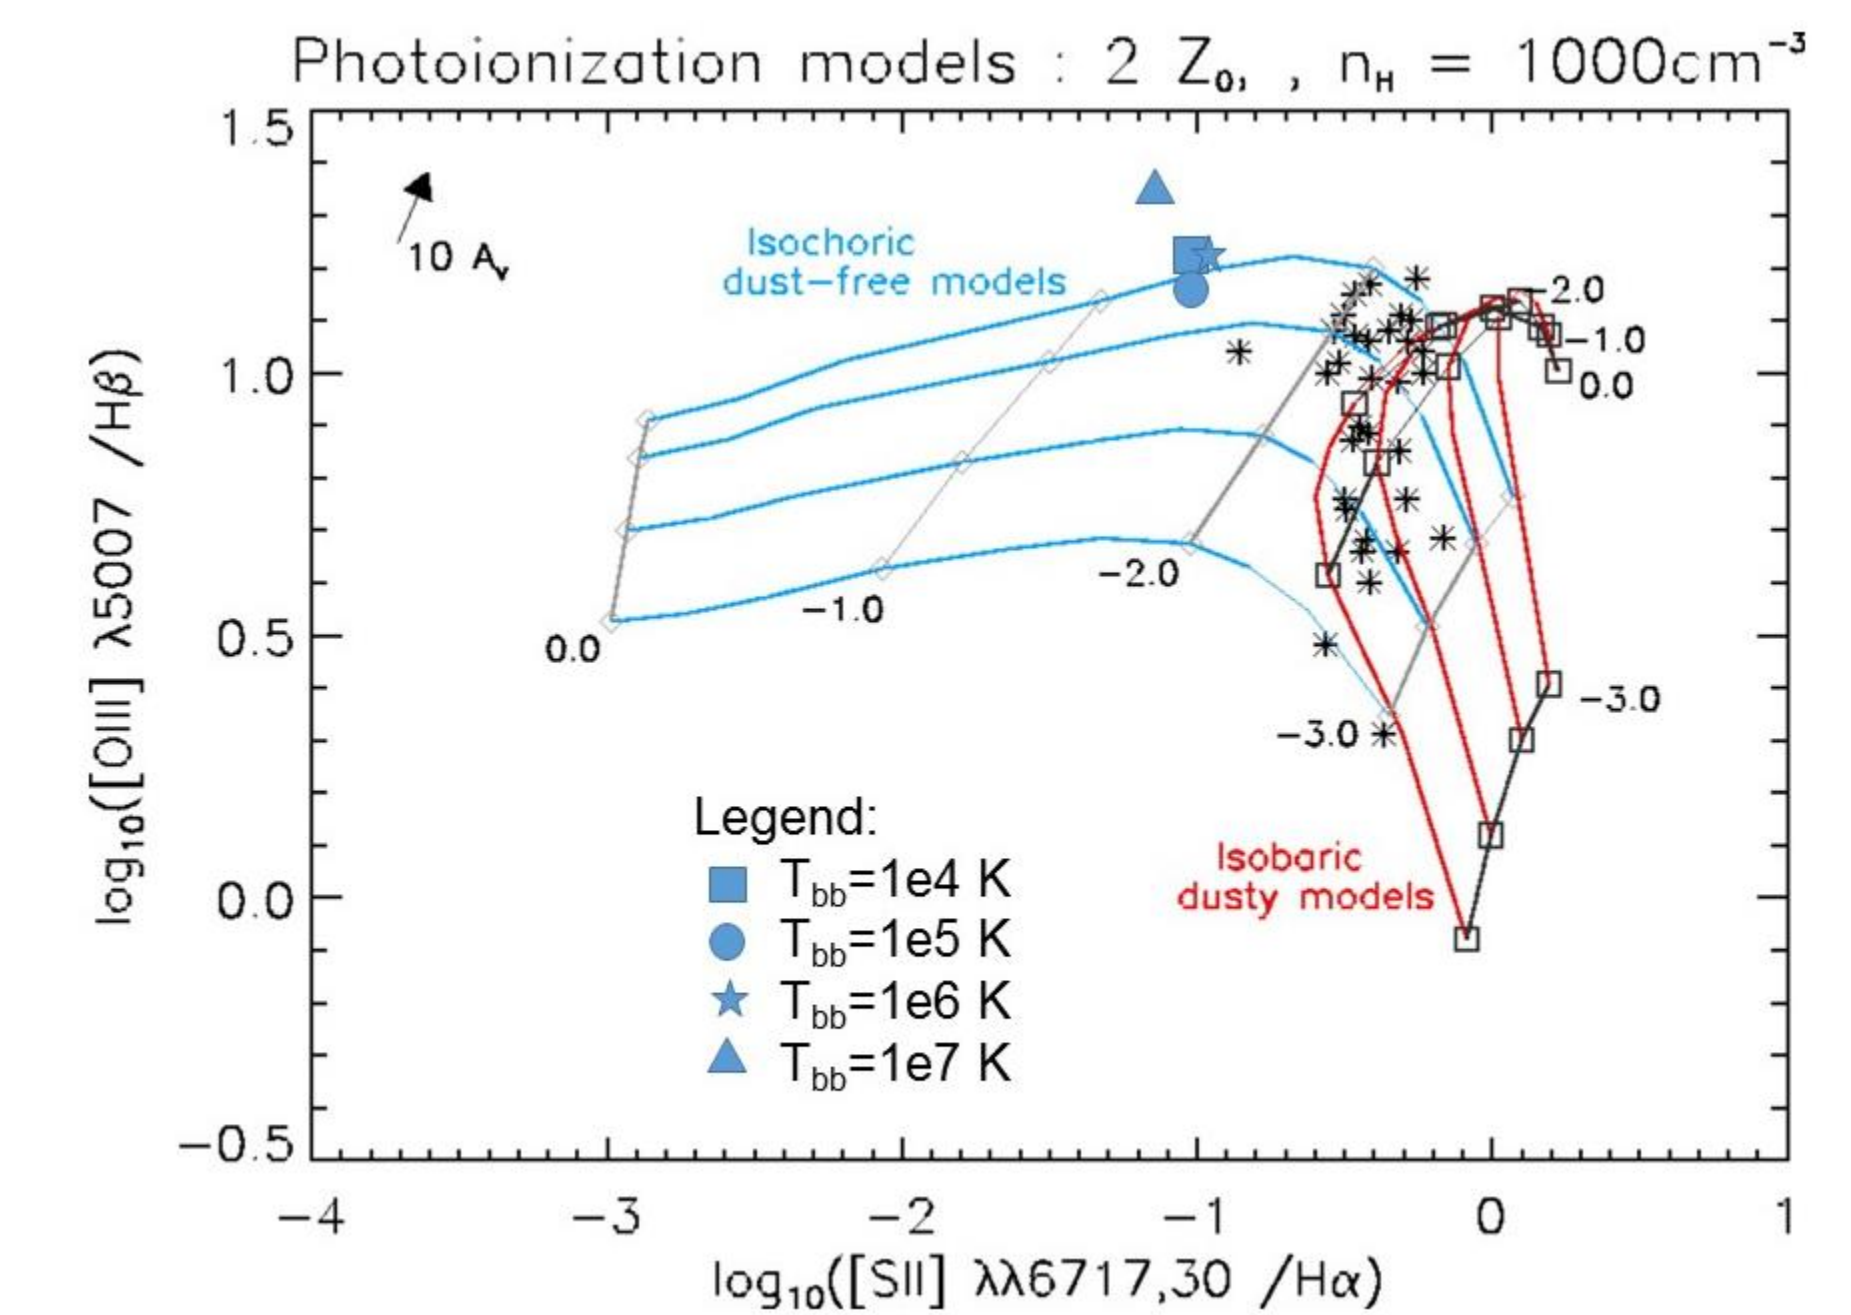 Photoionization models : 2 Z₀, , n_H = 1000cm⁻³
1.5
1.0
0.5
0.0
−0.5
log₁₀([OIII] λ5007 /Hβ)
10 Aᵥ
Isochoric
dust−free models
−2.0
−1.0
0.0
−2.0
−1.0
0.0
−3.0
−3.0
Isobaric
dusty models
Legend:
T_bb=1e4 K
T_bb=1e5 K
T_bb=1e6 K
T_bb=1e7 K
−4 −3 −2 −1 0 1
log₁₀([SII] λλ6717,30 /Hα)